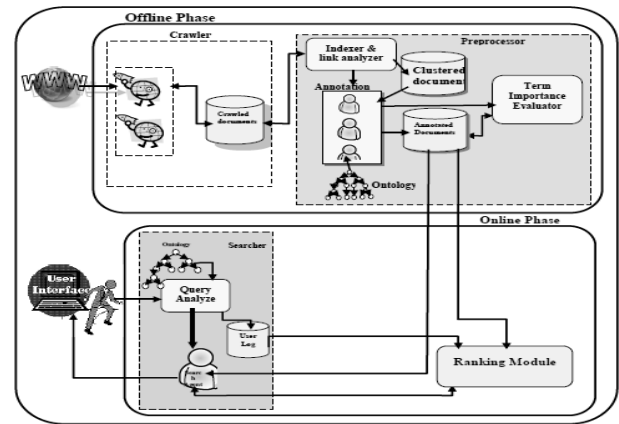 Offline Phase
Crawler
Preprocessor
Indexer &
link analyzer
Clustered
document
WWW
Annotation
Term
Importance
Evaluator
Crawled
documents
Annotated
Documents
Ontology
Online Phase
Ontology
Searcher
User
Interface
Query
Analyze
User
Log
Searc
h
Ranking Module